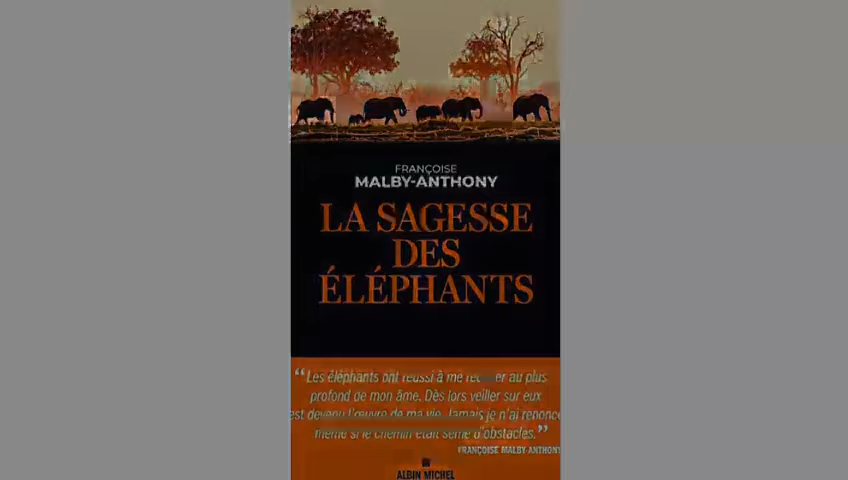 FRANÇOISE
MALBY-ANTHONY
LA SAGESSE
DES
ÉLÉPHANTS
“Les éléphants ont réussi à me au plus
profond de mon âme. Dès lors veiller sur eux
est devenu l'œuvre de ma vie. Jamais je n'ai renoncé
même si le chemin était semé d'obstacles.”
FRANÇOISE MALBY-ANTHONY
ALBIN MICHEL